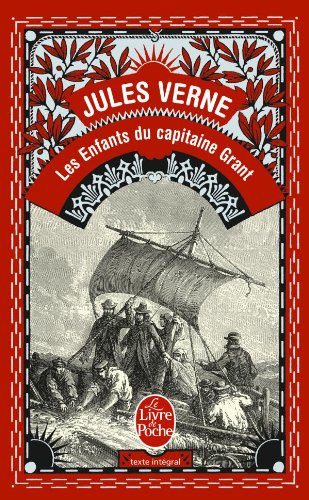 JULES VERNE
Les Enfants du capitaine Grant
Le
Livre
de
Poche
texte intégral